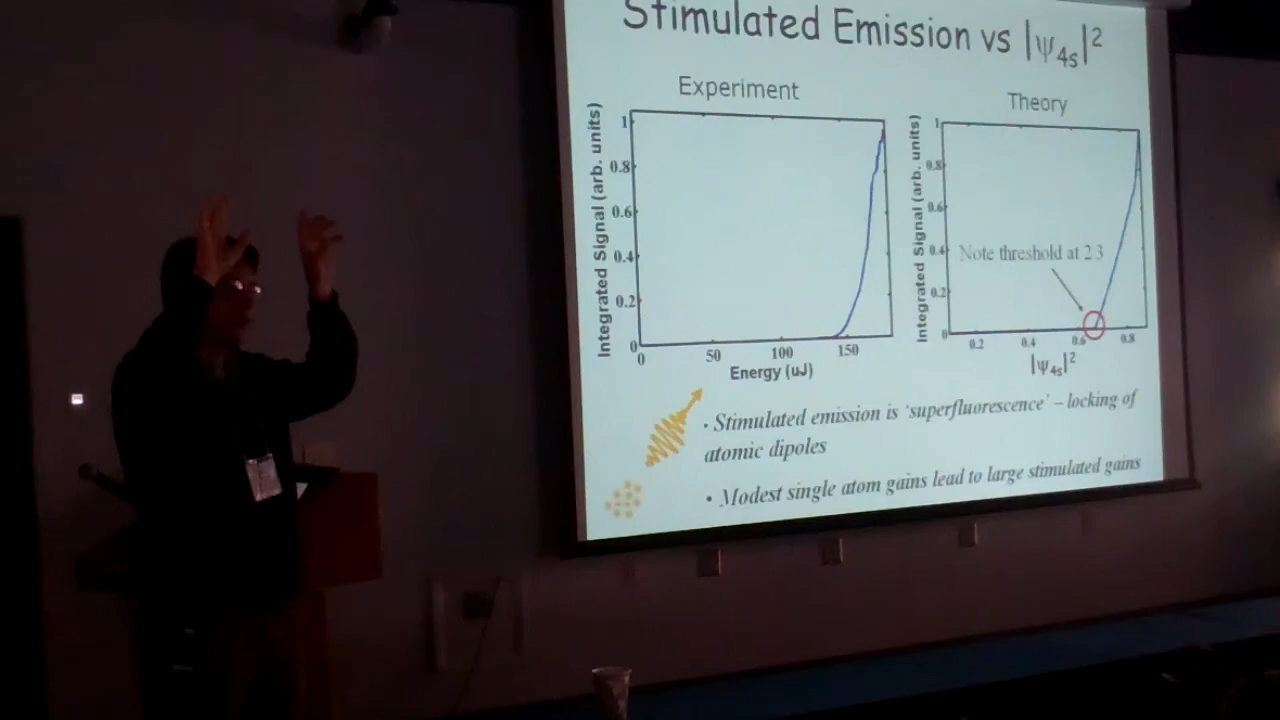 Stimulated Emission vs |ψ4s|²
Experiment
Integrated Signal (arb. units)
1
0.8
0.6
0.4
0.2
0
0 50 100 150
Energy (uJ)
Theory
Integrated Signal (arb. units)
1
0.8
0.6
0.4
0.2
0
Note threshold at 2/3
0.2 0.4 0.6 0.8
|ψ4s|²
• Stimulated emission is ‘superfluorescence’ – locking of
atomic dipoles
• Modest single atom gains lead to large stimulated gains